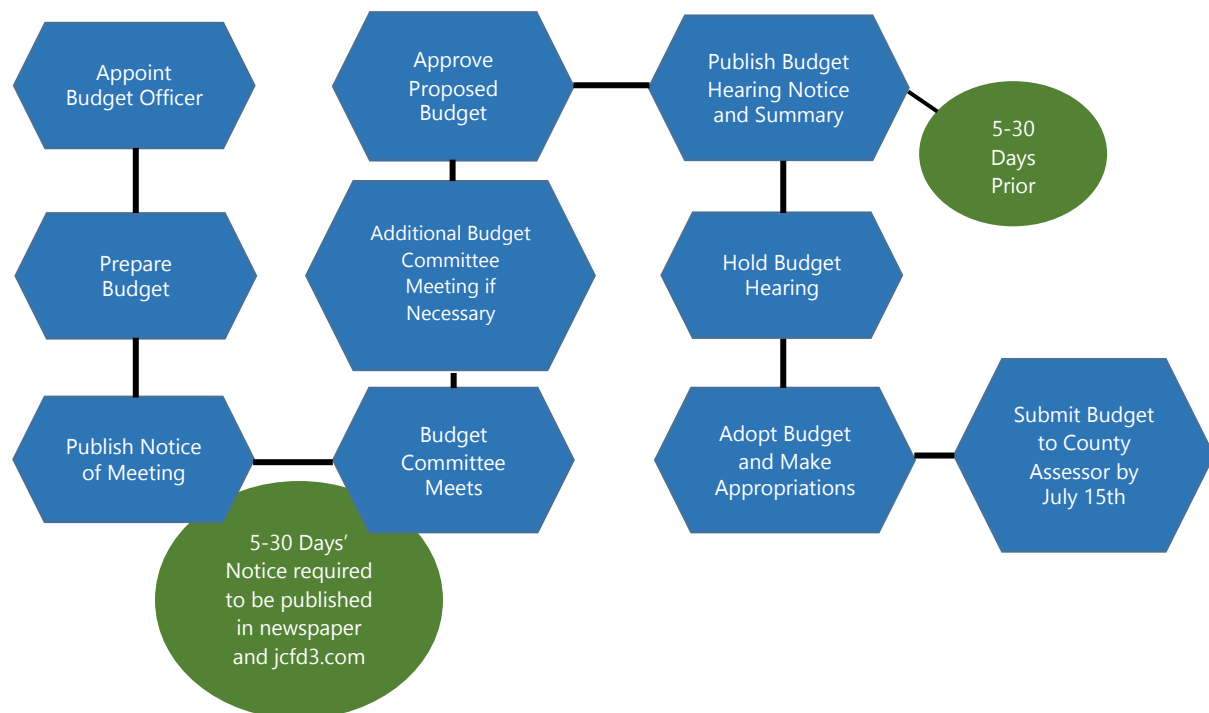 Appoint
Budget Officer
Prepare
Budget
Publish Notice
of Meeting
5-30 Days’
Notice required
to be published
in newspaper
and jcfd3.com
Budget
Committee
Meets
Additional Budget
Committee
Meeting if
Necessary
Approve
Proposed
Budget
Publish Budget
Hearing Notice
and Summary
5-30
Days
Prior
Hold Budget
Hearing
Adopt Budget
and Make
Appropriations
Submit Budget
to County
Assessor by
July 15th